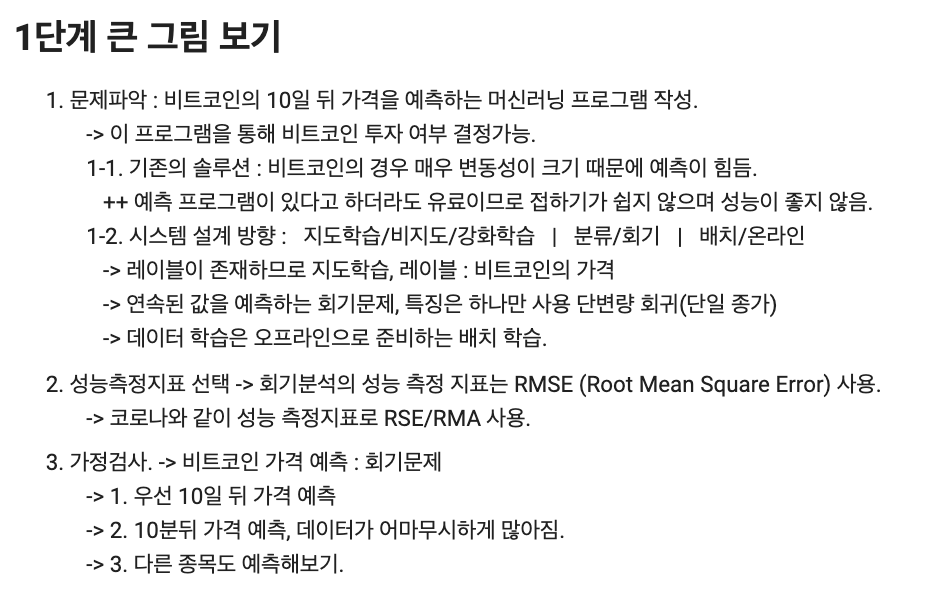 1단계 큰 그림 보기
1. 문제파악 : 비트코인의 10일 뒤 가격을 예측하는 머신러닝 프로그램 작성.
-> 이 프로그램을 통해 비트코인 투자 여부 결정가능.
1-1. 기존의 솔루션 : 비트코인의 경우 매우 변동성이 크기 때문에 예측이 힘듬.
++ 예측 프로그램이 있다고 하더라도 유료이므로 접하기가 쉽지 않으며 성능이 좋지 않음.
1-2. 시스템 설계 방향 : 지도학습/비지도/강화학습 | 분류/회기 | 배치/온라인
-> 레이블이 존재하므로 지도학습, 레이블 : 비트코인의 가격
-> 연속된 값을 예측하는 회기문제, 특징은 하나만 사용 단변량 회귀(단일 종가)
-> 데이터 학습은 오프라인으로 준비하는 배치 학습.
2. 성능측정지표 선택 -> 회기분석의 성능 측정 지표는 RMSE (Root Mean Square Error) 사용.
-> 코로나와 같이 성능 측정지표로 RSE/RMA 사용.
3. 가정검사. -> 비트코인 가격 예측 : 회기문제
-> 1. 우선 10일 뒤 가격 예측
-> 2. 10분뒤 가격 예측, 데이터가 어마무시하게 많아짐.
-> 3. 다른 종목도 예측해보기.